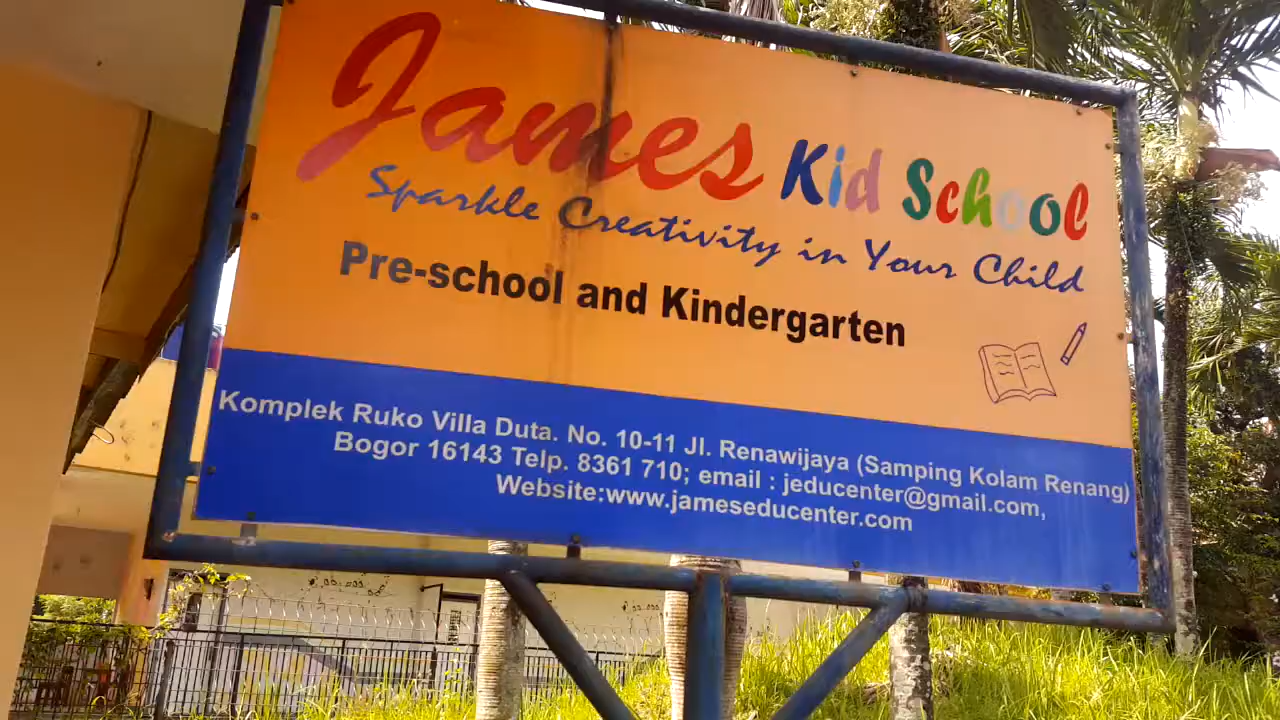 James Kid School
Sparkle Creativity in Your Child
Pre-school and Kindergarten
Komplek Ruko Villa Duta. No. 10-11 Jl. Renawijaya (Samping Kolam Renang)
Bogor 16143 Telp. 8361 710; email : jeducenter@gmail.com,
Website:www.jameseducenter.com